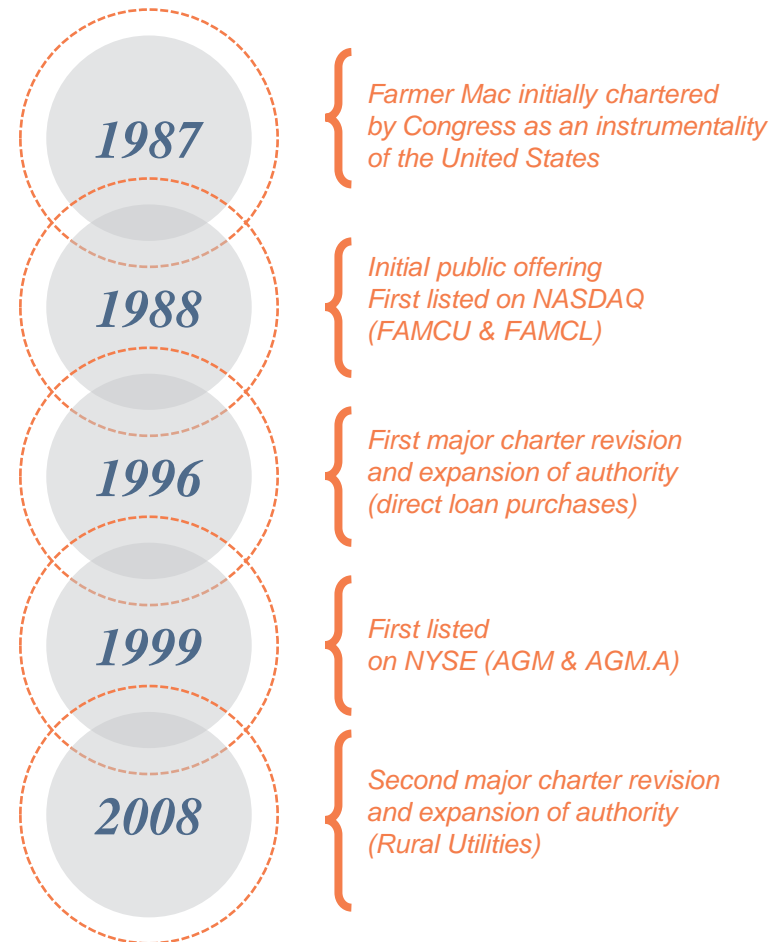 1987
Farmer Mac initially chartered
by Congress as an instrumentality
of the United States
1988
Initial public offering
First listed on NASDAQ
(FAMCU & FAMCL)
1996
First major charter revision
and expansion of authority
(direct loan purchases)
1999
First listed
on NYSE (AGM & AGM.A)
2008
Second major charter revision
and expansion of authority
(Rural Utilities)